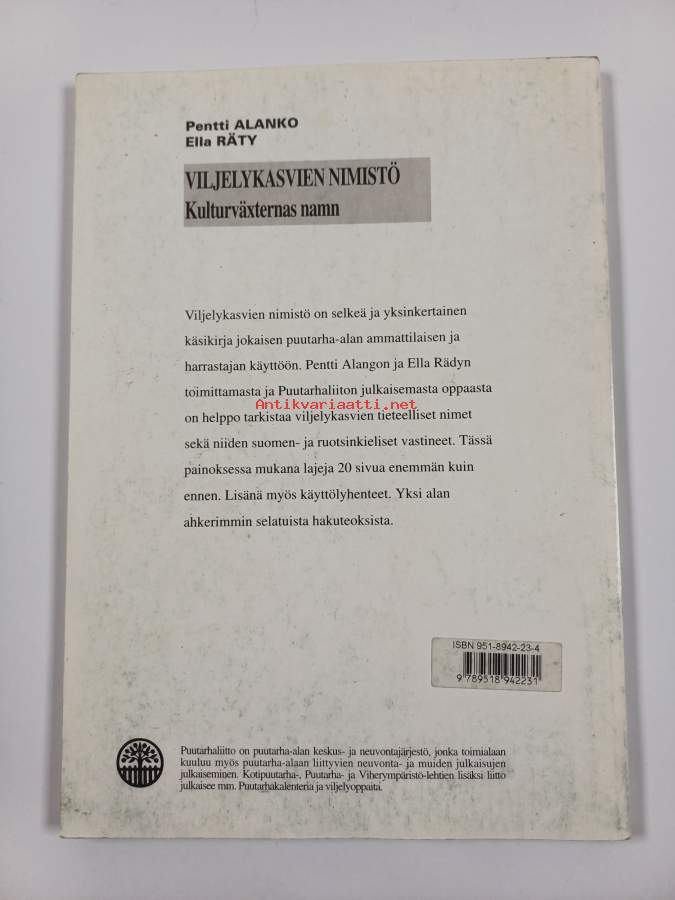 Pentti ALANKO
Ella RÄTY
VILJELYKASVIEN NIMISTÖ
Kulturväxternas namn
Viljelykasvien nimistö on selkeä ja yksinkertainen
käsikirja jokaisen puutarha-alan ammattilaisen ja
harrastajan käyttöön. Pentti Alangon ja Ella Rädyn
toimittamasta ja Puutarhaliiton julkaisemasta oppaasta
Antikvariaatti.net
on helppo tarkistaa viljelykasvien tieteelliset nimet
sekä niiden suomen- ja ruotsinkieliset vastineet. Tässä
painoksessa mukana lajeja 20 sivua enemmän kuin
ennen. Lisänä myös käyttölyhenteet. Yksi alan
ahkerimmin selatuista hakuteoksista.
ISBN 951-8942-23-4
9 789518 942231
Puutarhaliitto on puutarha-alan keskus- ja neuvontajärjestö, jonka toimialaan
kuuluu myös puutarha-alaan liittyvien neuvonta- ja muiden julkaisujen
julkaiseminen. Kotipuutarha-, Puutarha- ja Viherympäristö-lehtien lisäksi liitto
julkaisee mm. Puutarhakalenteria ja viljelyoppaita.